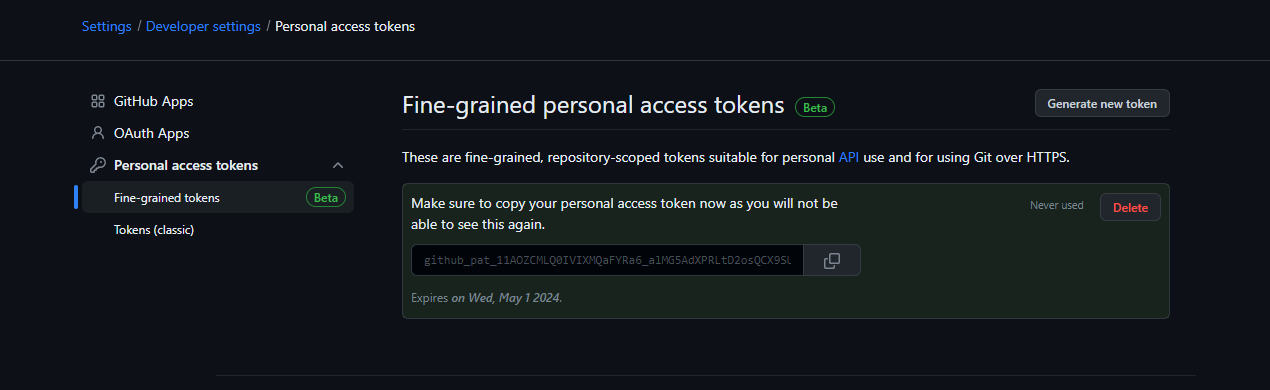 Settings / Developer settings / Personal access tokens
GitHub Apps
OAuth Apps
Personal access tokens
Fine-grained tokens Beta
Tokens (classic)
Fine-grained personal access tokens Beta
Generate new token
These are fine-grained, repository-scoped tokens suitable for personal API use and for using Git over HTTPS.
Make sure to copy your personal access token now as you will not be
able to see this again.
Never used
Delete
Expires on Wed, May 1 2024.